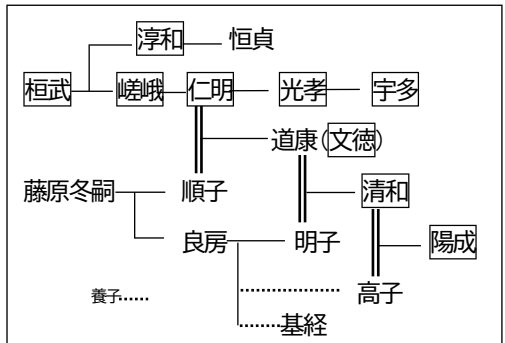 淳和 恒貞
桓武 嵯峨 仁明 光孝 宇多
道康(文徳)
藤原冬嗣 順子 清和
良房 明子 陽成
養子…… 高子
基経